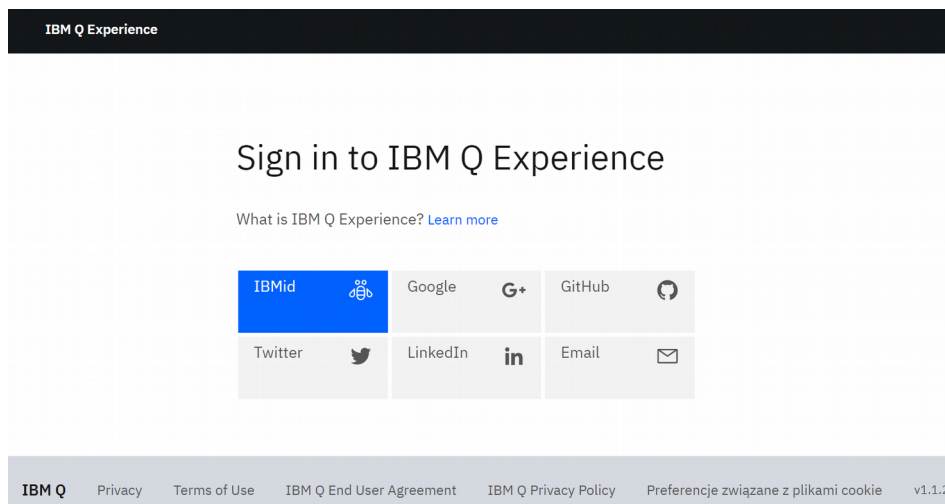 IBM Q Experience
Sign in to IBM Q Experience
What is IBM Q Experience? Learn more
IBMid
Google G+
GitHub
Twitter
LinkedIn in
Email
IBM Q Privacy Terms of Use IBM Q End User Agreement IBM Q Privacy Policy Preferencje związane z plikami cookie